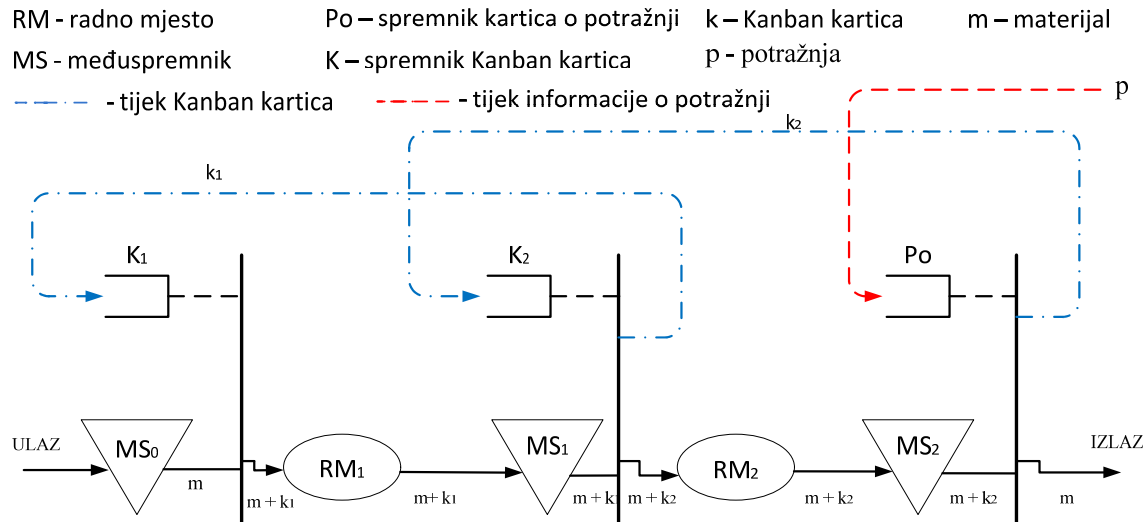 RM - radno mjesto
Po – spremnik kartica o potražnji
k – Kanban kartica
m – materijal
MS - međuspremnik
K – spremnik Kanban kartica
p - potražnja
- tijek Kanban kartica
- tijek informacije o potražnji
p
k₂
k₁
K₁
K₂
Po
ULAZ
MS₀
m
m + k₁
RM₁
m+ k₁
MS₁
m + k₁
m + k₂
RM₂
m + k₂
MS₂
m + k₂
m
IZLAZ